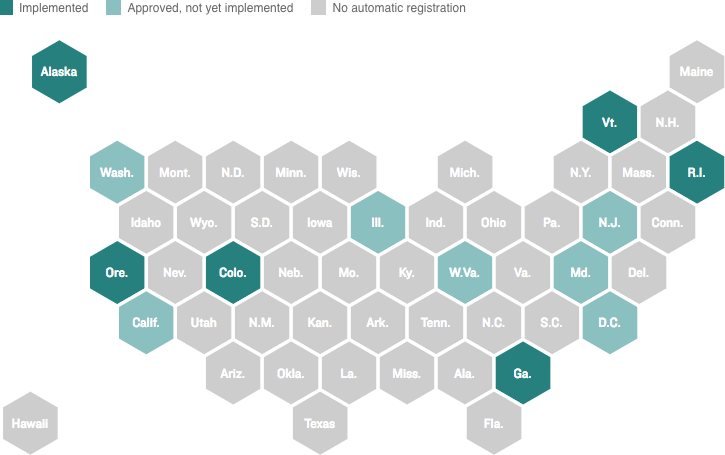 Implemented Approved, not yet implemented No automatic registration
Alaska Maine
Vt. N.H.
Wash. Mont. N.D. Minn. Wis. Mich. N.Y. Mass. R.I.
Idaho Wyo. S.D. Iowa Ill. Ind. Ohio Pa. N.J. Conn.
Ore. Nev. Colo. Neb. Mo. Ky. W.Va. Va. Md. Del.
Calif. Utah N.M. Kan. Ark. Tenn. N.C. S.C. D.C.
Ariz. Okla. La. Miss. Ala. Ga.
Hawaii Texas Fla.